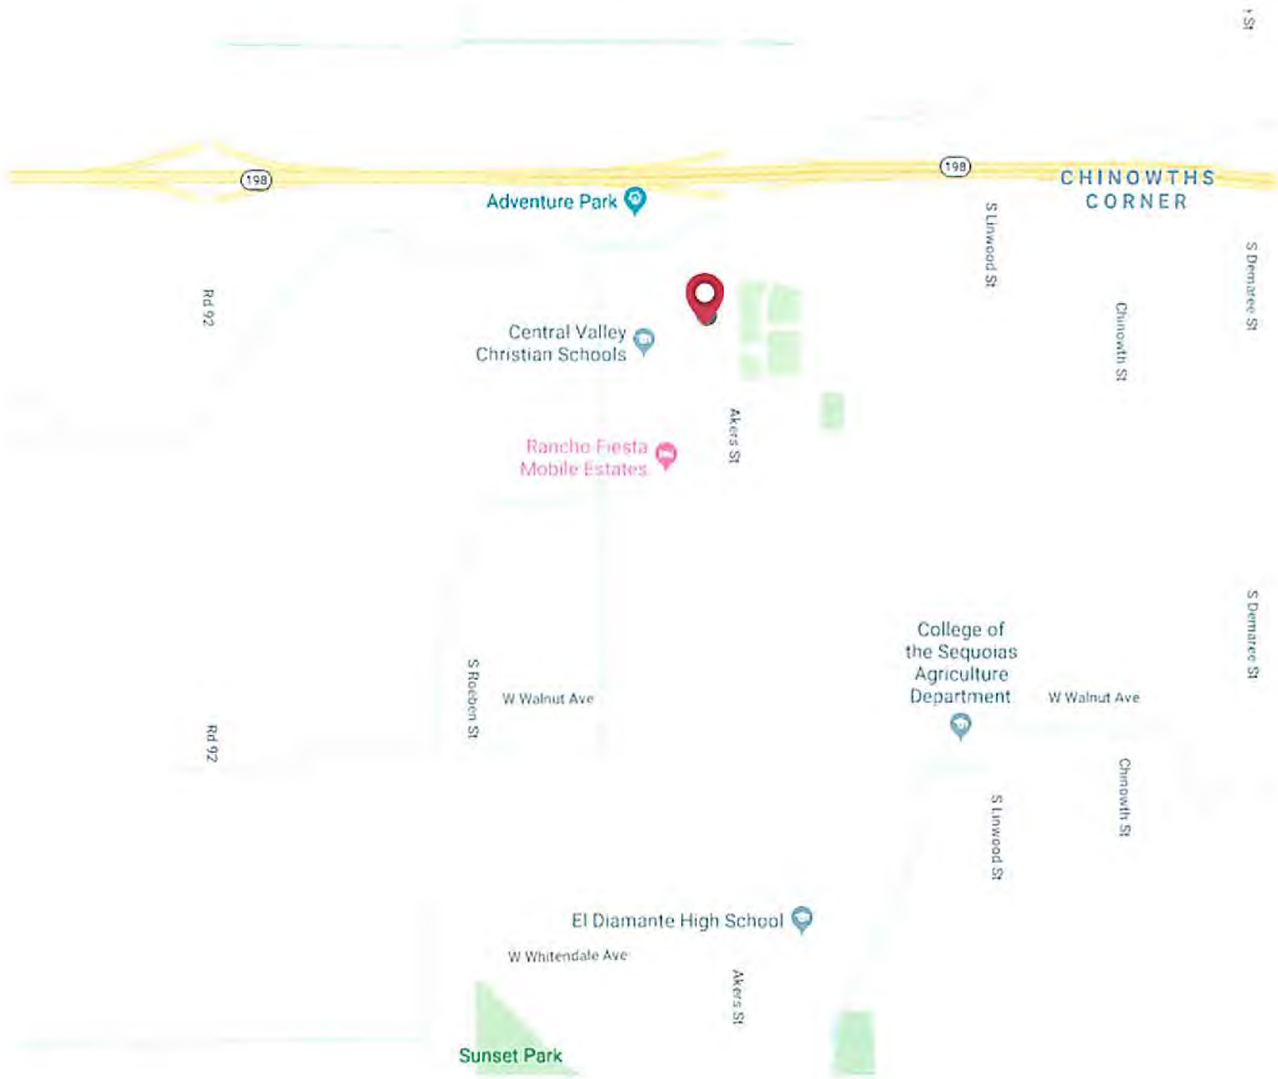 198
198
CHINOWTHS
CORNER
Adventure Park
S Linwood St
S Demaree St
Rd 92
Chinowth St
Central Valley
Christian Schools
Akers St
Rancho Fiesta
Mobile Estates
S Demaree St
College of
the Sequoias
Agriculture
Department
S Roeben St
W Walnut Ave
W Walnut Ave
Rd 92
Chinowth St
S Linwood St
El Diamante High School
W Whitendale Ave
Akers St
Sunset Park